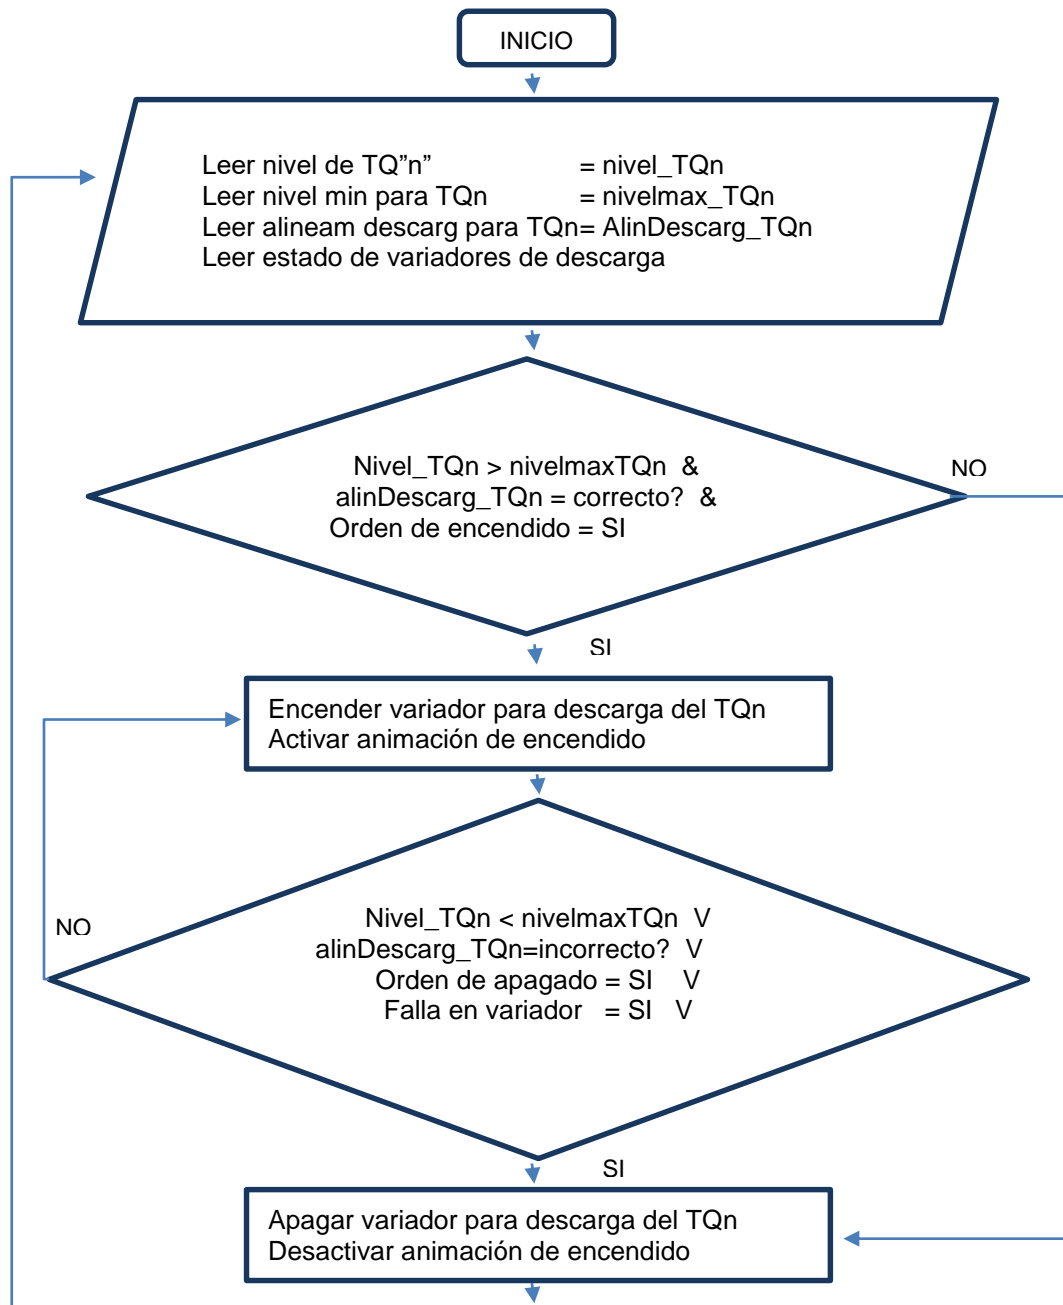 INICIO
Leer nivel de TQ”n” = nivel_TQn
Leer nivel min para TQn = nivelmax_TQn
Leer alineam descarg para TQn= AlinDescarg_TQn
Leer estado de variadores de descarga
Nivel_TQn > nivelmaxTQn &
alinDescarg_TQn = correcto? &
Orden de encendido = SI
NO
SI
Encender variador para descarga del TQn
Activar animación de encendido
Nivel_TQn < nivelmaxTQn V
alinDescarg_TQn=incorrecto? V
Orden de apagado = SI V
Falla en variador = SI V
NO
SI
Apagar variador para descarga del TQn
Desactivar animación de encendido